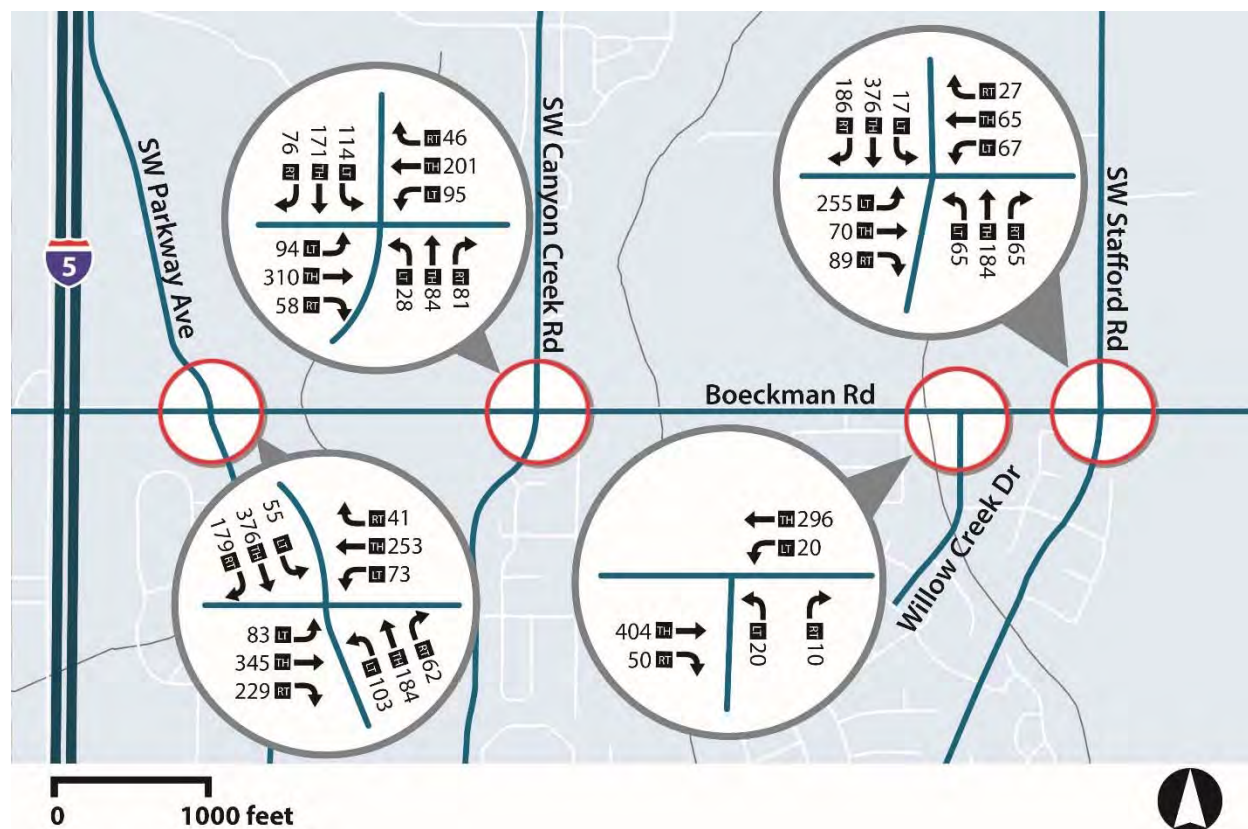 SW Parkway Ave
5
76 RT
171 TH
114 LT
RT 46
TH 201
LT 95
94 LT
310 TH
58 RT
LT 28
TH 84
RT 81
SW Canyon Creek Rd
186 RT
376 TH
17 LT
RT 27
TH 65
LT 67
255 LT
70 TH
89 RT
LT 65
TH 184
RT 65
SW Stafford Rd
Boeckman Rd
179 RT
376 TH
55 LT
RT 41
TH 253
LT 73
83 LT
345 TH
229 RT
LT 103
TH 184
RT 62
TH 296
LT 20
404 TH
50 RT
LT 20
RT 10
Willow Creek Dr
0 1000 feet